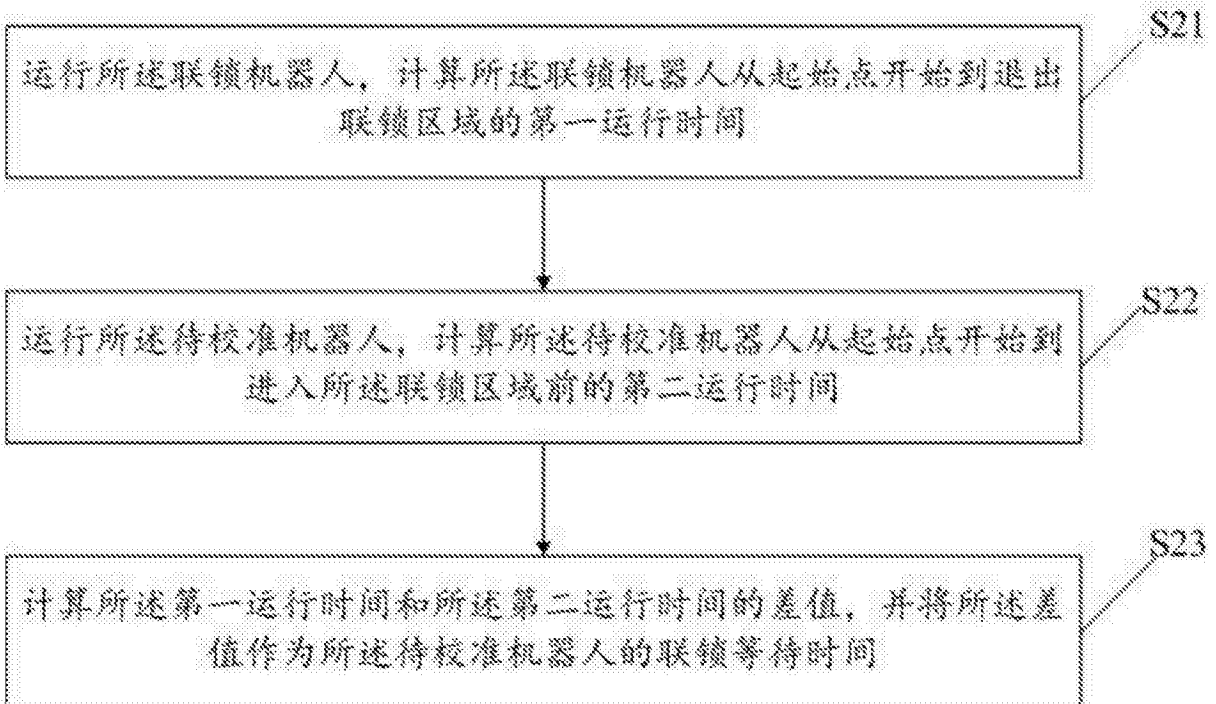 S21
运行所述联锁机器人，计算所述联锁机器人从起始点开始到退出
联锁区域的第一运行时间
S22
运行所述待校准机器人，计算所述待校准机器人从起始点开始到
进入所述联锁区域前的第二运行时间
S23
计算所述第一运行时间和所述第二运行时间的差值，并将所述差
值作为所述待校准机器人的联锁等待时间